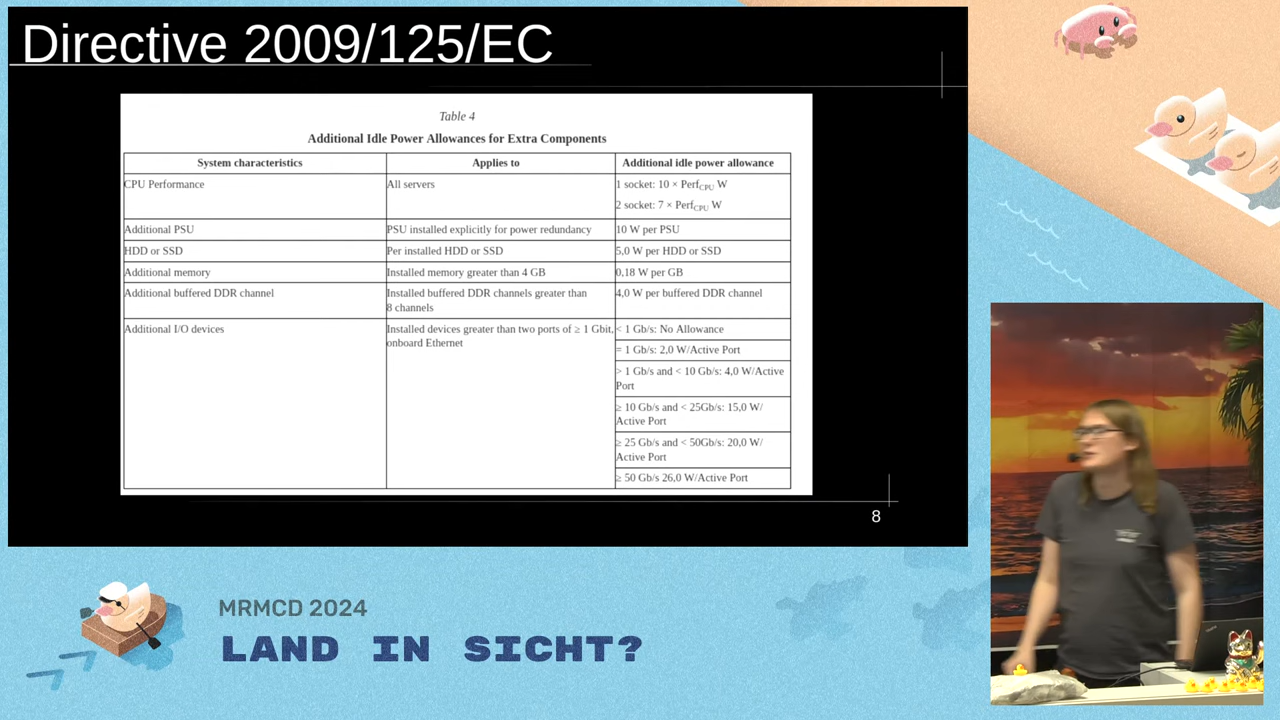 Directive 2009/125/EC
Table 4
Additional Idle Power Allowances for Extra Components
System characteristics
Applies to
Additional idle power allowance
CPU Performance
All servers
1 socket: 10 × PerfCPU W
2 socket: 7 × PerfCPU W
Additional PSU
PSU installed explicitly for power redundancy
10 W per PSU
HDD or SSD
Per installed HDD or SSD
5,0 W per HDD or SSD
Additional memory
Installed memory greater than 4 GB
0,18 W per GB
Additional buffered DDR channel
Installed buffered DDR channels greater than
8 channels
4,0 W per buffered DDR channel
Additional I/O devices
Installed devices greater than two ports of ≥ 1 Gbit,
onboard Ethernet
< 1 Gb/s: No Allowance
= 1 Gb/s: 2,0 W/Active Port
> 1 Gb/s and < 10 Gb/s: 4,0 W/Active
Port
≥ 10 Gb/s and < 25Gb/s: 15,0 W/
Active Port
≥ 25 Gb/s and < 50Gb/s: 20,0 W/
Active Port
≥ 50 Gb/s 26,0 W/Active Port
8
MRMCD 2024
LAND IN SICHT?